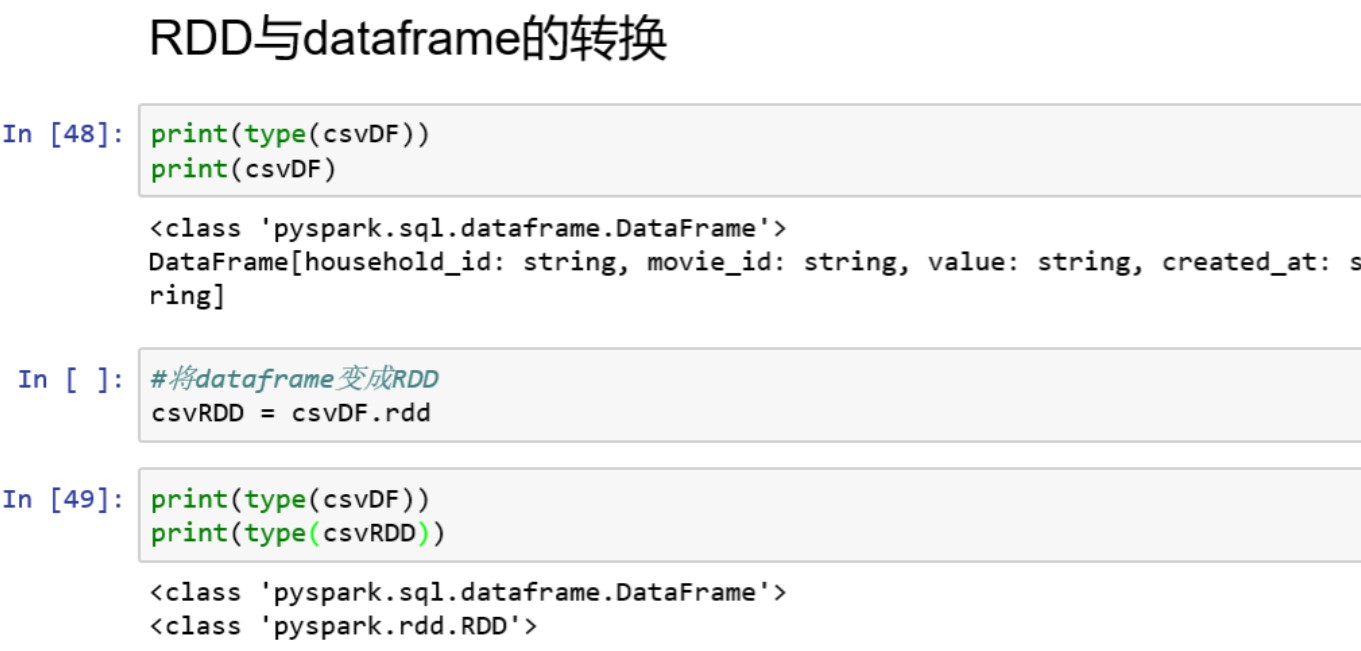 RDD与dataframe的转换
In [48]: print(type(csvDF))
print(csvDF)
<class 'pyspark.sql.dataframe.DataFrame'>
DataFrame[household_id: string, movie_id: string, value: string, created_at: s
ring]
In [ ]: #将dataframe变成RDD
csvRDD = csvDF.rdd
In [49]: print(type(csvDF))
print(type(csvRDD))
<class 'pyspark.sql.dataframe.DataFrame'>
<class 'pyspark.rdd.RDD'>